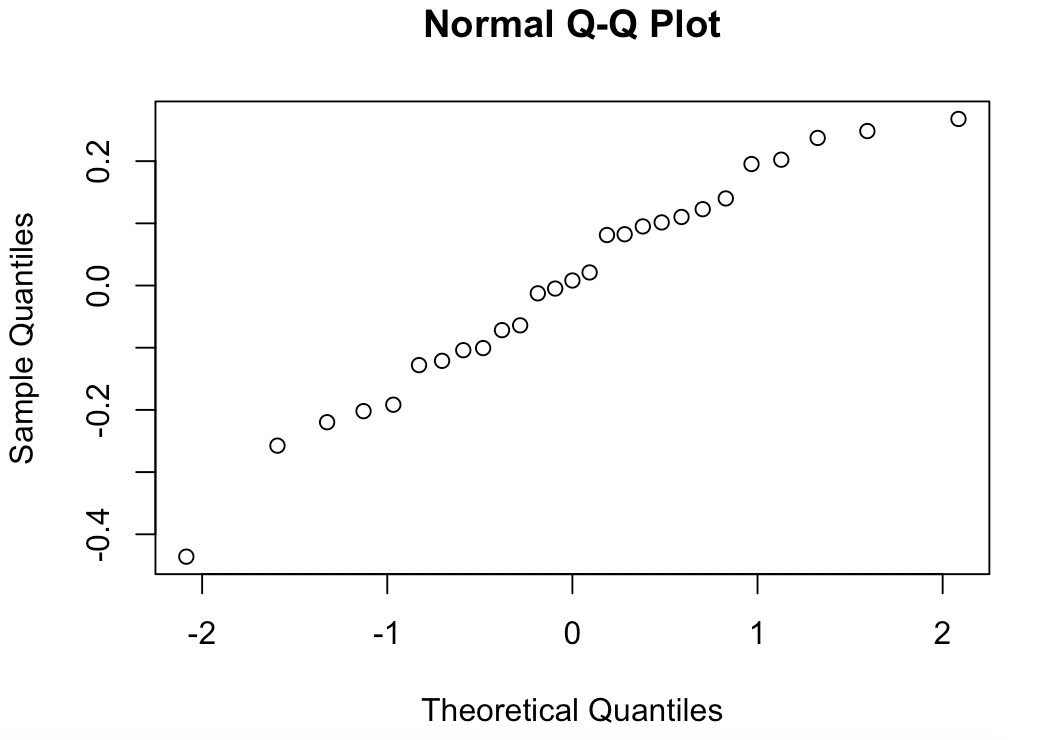 Normal Q-Q Plot
Sample Quantiles
0.2
0.0
-0.2
-0.4
-2 -1 0 1 2
Theoretical Quantiles